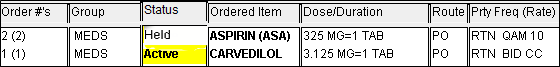 Order #'s Group Status Ordered Item Dose/Duration Route Prty Freq (Rate)
2 (2) MEDS Held ASPIRIN (ASA) 325 MG=1 TAB PO RTN QAM 10
1 (1) MEDS Active CARVEDILOL 3.125 MG=1 TAB PO RTN BID CC